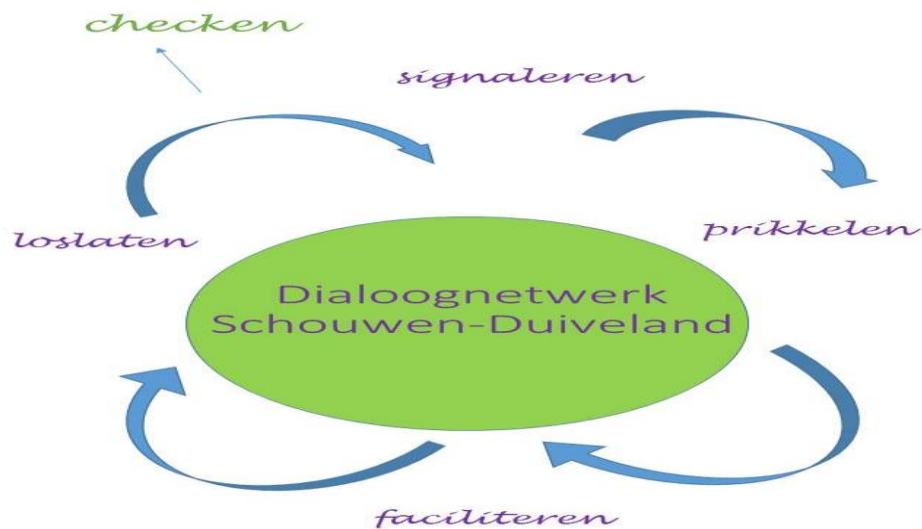 checken
signaleren
loslaten
prikkelen
Dialoognetwerk
Schouwen-Duiveland
faciliteren